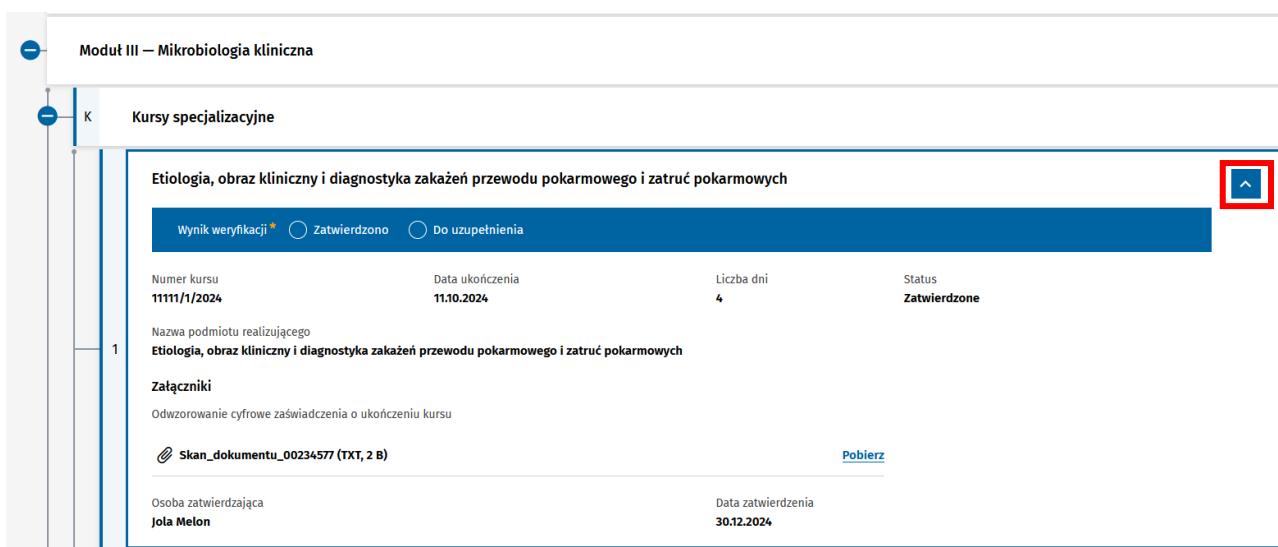 Moduł III — Mikrobiologia kliniczna
K Kursy specjalizacyjne
Etiologia, obraz kliniczny i diagnostyka zakażeń przewodu pokarmowego i zatruć pokarmowych
Wynik weryfikacji * Zatwierdzono Do uzupełnienia
Numer kursu Data ukończenia Liczba dni Status
11111/1/2024 11.10.2024 4 Zatwierdzone
Nazwa podmiotu realizującego
1 Etiologia, obraz kliniczny i diagnostyka zakażeń przewodu pokarmowego i zatruć pokarmowych
Załączniki
Odwzorowanie cyfrowe zaświadczenia o ukończeniu kursu
Skan_dokumentu_00234577 (TXT, 2 B) Pobierz
Osoba zatwierdzająca Data zatwierdzenia
Jola Melon 30.12.2024